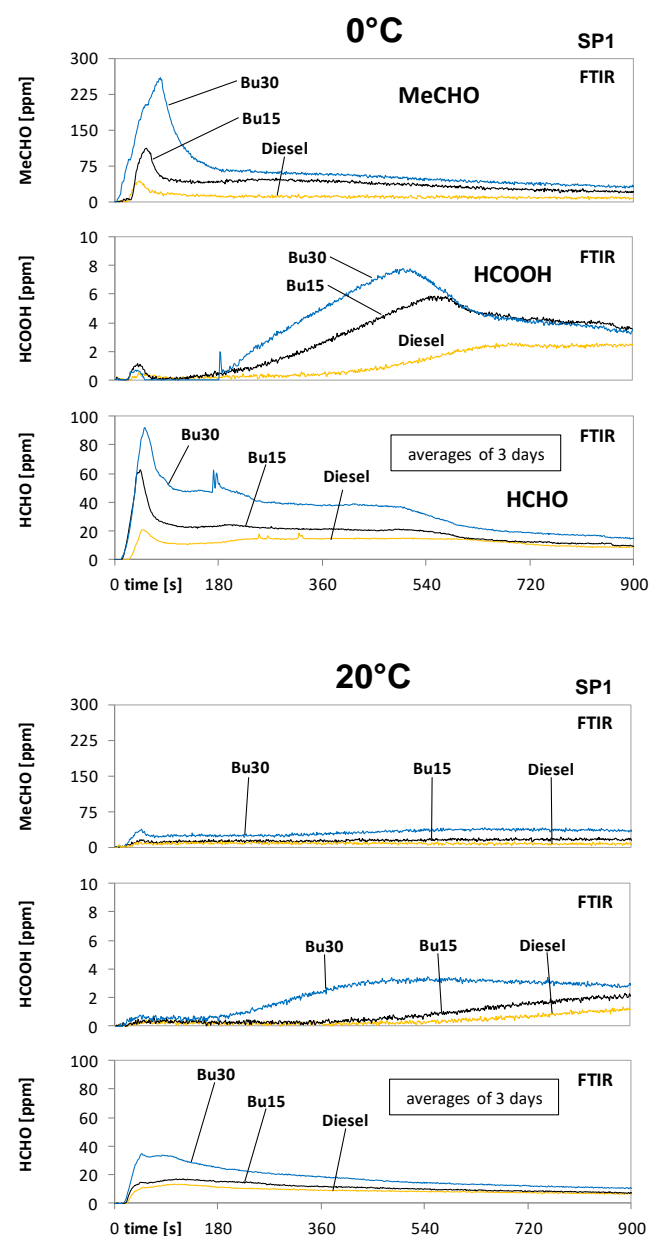 0°C
SP1
MeCHO [ppm]
300
225
150
75
0
FTIR
MeCHO
Bu30
Bu15
Diesel
HCOOH [ppm]
10
8
6
4
2
0
FTIR
HCOOH
Bu30
Bu15
Diesel
HCHO [ppm]
100
80
60
40
20
0
FTIR
averages of 3 days
HCHO
Bu30
Bu15
Diesel
0 time [s] 180 360 540 720 900
20°C
SP1
MeCHO [ppm]
300
225
150
75
0
FTIR
Bu30 Bu15 Diesel
HCOOH [ppm]
10
8
6
4
2
0
FTIR
Bu30 Bu15 Diesel
HCHO [ppm]
100
80
60
40
20
0
FTIR
averages of 3 days
Bu30
Bu15
Diesel
0 time [s] 180 360 540 720 900